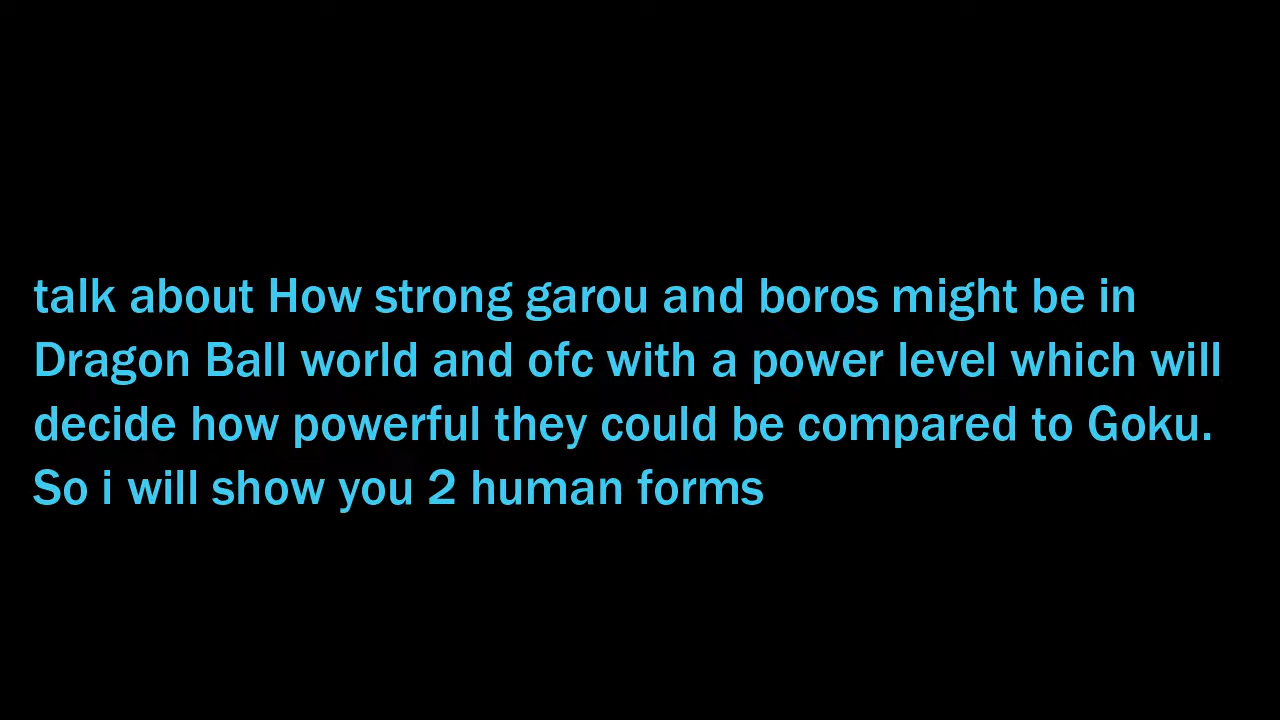 talk about How strong garou and boros might be in
Dragon Ball world and ofc with a power level which will
decide how powerful they could be compared to Goku.
So i will show you 2 human forms